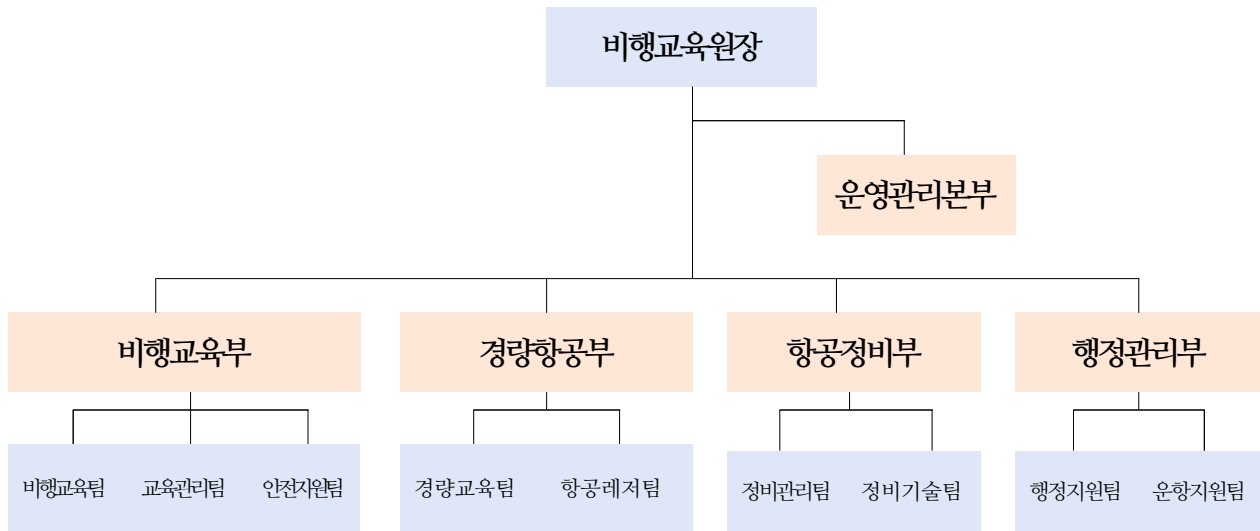 비행교육원장
운영관리본부
비행교육부 경량항공부 항공정비부 행정관리부
비행교육팀 교육관리팀 안전지원팀 경량교육팀 항공레저팀 정비관리팀 정비기술팀 행정지원팀 운항지원팀